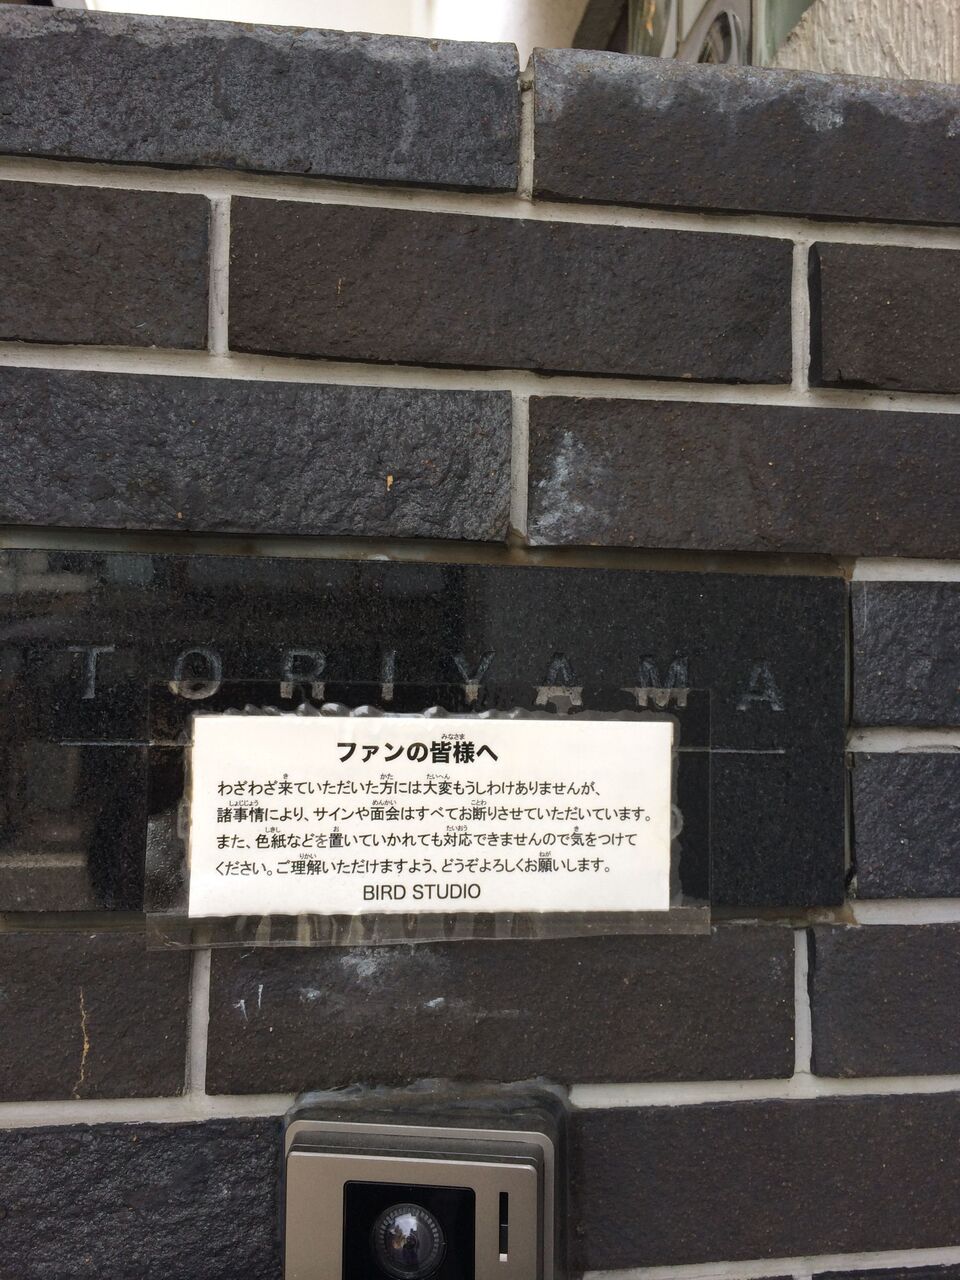 TORIYAMA
ファンの皆様へ
わざわざ来ていただいた方には大変もうしわけありませんが、
諸事情により、サインや面会はすべてお断りさせていただいています。
また、色紙などを置いていかれても対応できませんので気をつけて
ください。ご理解いただけますよう、どうぞよろしくお願いします。
BIRD STUDIO